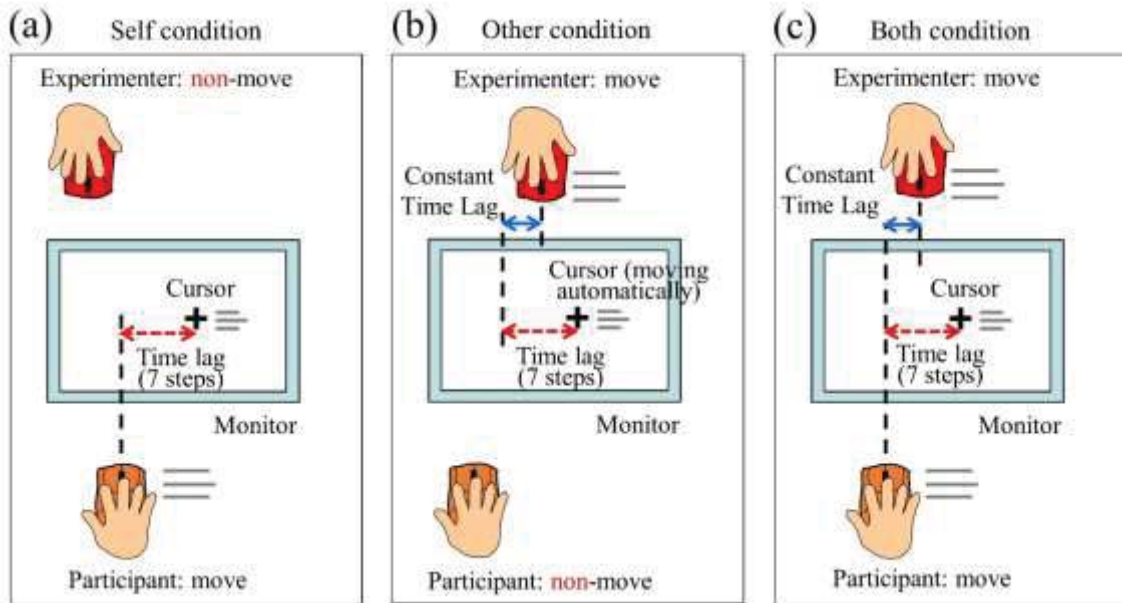 (a) Self condition
Experimenter: non-move
Cursor
Time lag
(7 steps)
Monitor
Participant: move
(b) Other condition
Experimenter: move
Constant
Time Lag
Cursor (moving
automatically)
Time lag
(7 steps)
Monitor
Participant: non-move
(c) Both condition
Experimenter: move
Constant
Time Lag
Cursor
Time lag
(7 steps)
Monitor
Participant: move